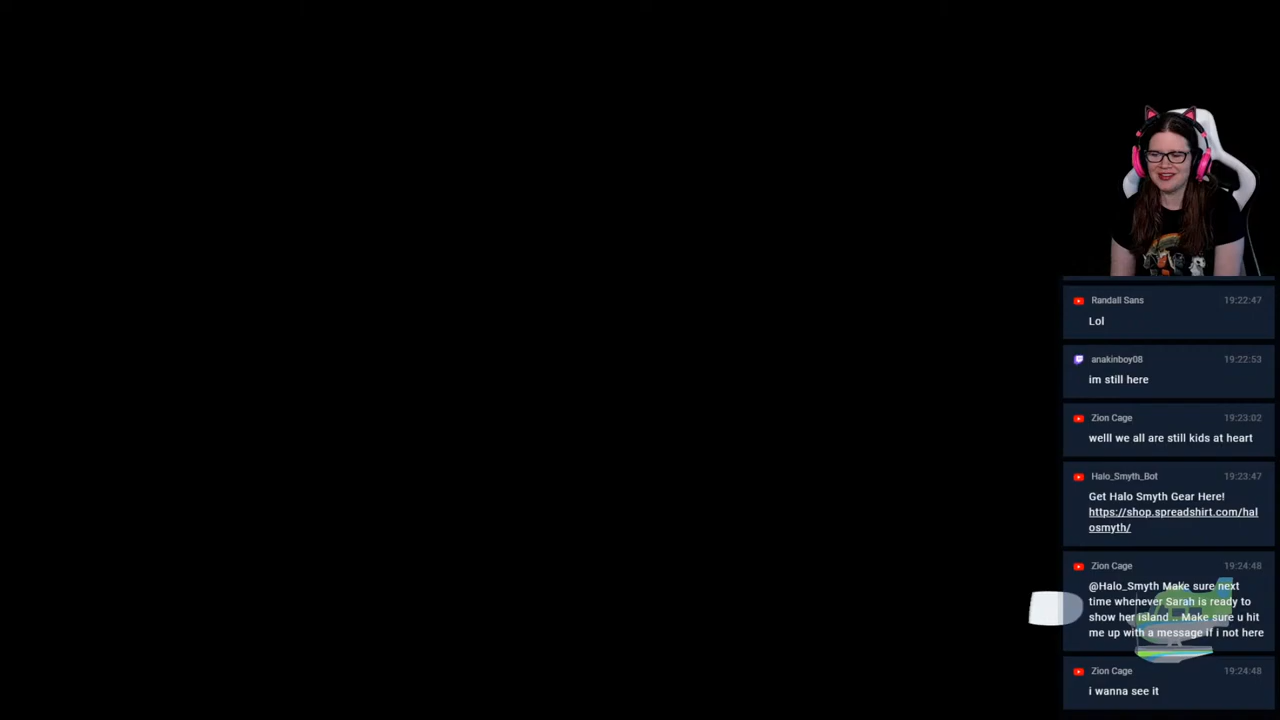 Randall Sans 19:22:47
Lol
anakinboy08 19:22:53
im still here
Zion Cage 19:23:02
welll we all are still kids at heart
Halo_Smyth_Bot 19:23:47
Get Halo Smyth Gear Here!
https://shop.spreadshirt.com/hal
osmyth/
Zion Cage 19:24:48
@Halo_Smyth Make sure next
time whenever Sarah is ready to
show her island .. Make sure u hit
me up with a message if i not here
Zion Cage 19:24:48
i wanna see it